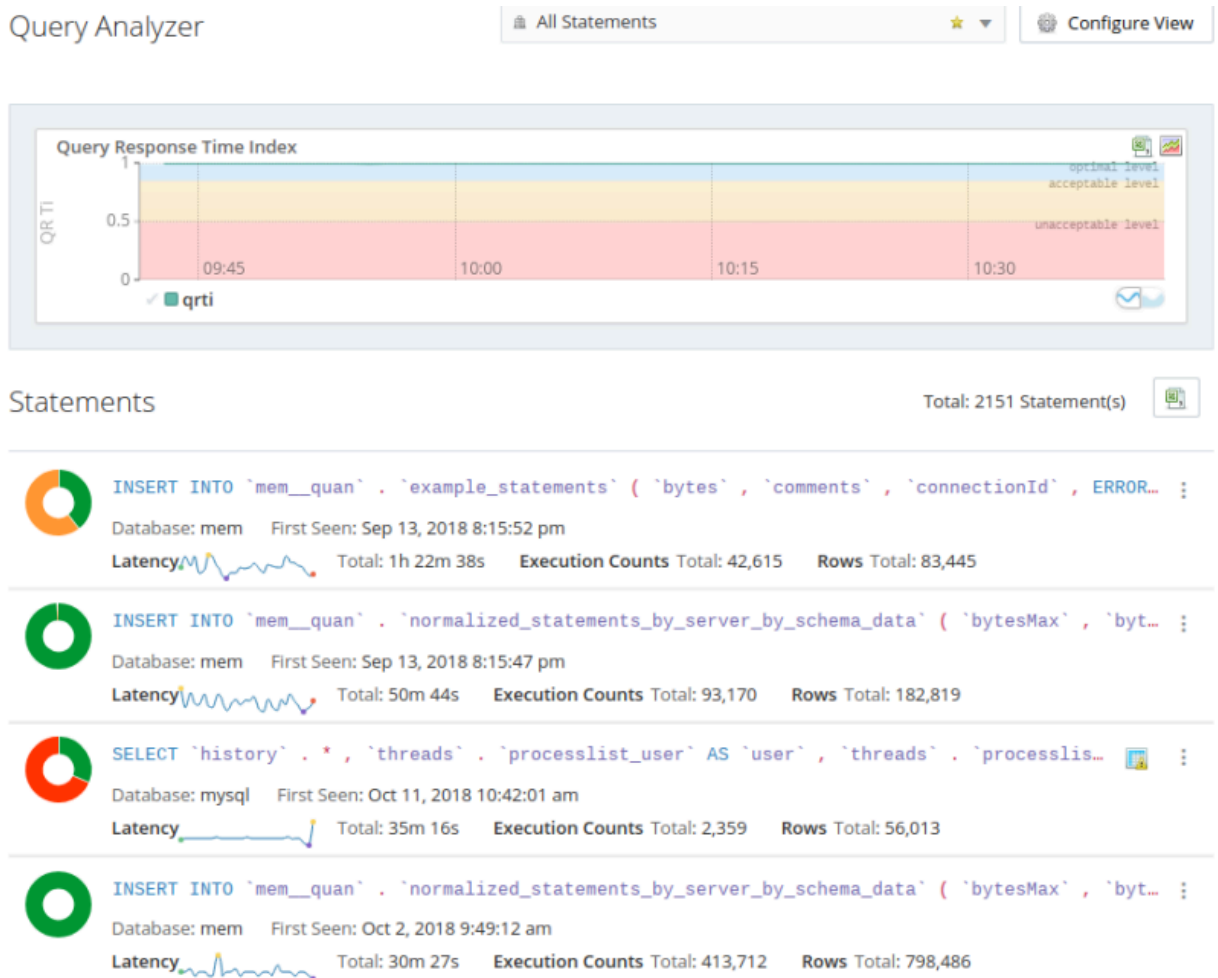 Query Analyzer
All Statements
Configure View
Query Response Time Index
1
optimal level
acceptable level
QR TI
0.5
unacceptable level
09:45 10:00 10:15 10:30
0
qrti
Statements
Total: 2151 Statement(s)
INSERT INTO `mem__quan` . `example_statements` ( `bytes` , `comments` , `connectionId` , ERROR…
Database: mem First Seen: Sep 13, 2018 8:15:52 pm
Latency Total: 1h 22m 38s Execution Counts Total: 42,615 Rows Total: 83,445
INSERT INTO `mem__quan` . `normalized_statements_by_server_by_schema_data` ( `bytesMax` , `byt…
Database: mem First Seen: Sep 13, 2018 8:15:47 pm
Latency Total: 50m 44s Execution Counts Total: 93,170 Rows Total: 182,819
SELECT `history` . * , `threads` . `processlist_user` AS `user` , `threads` . `processlis…
Database: mysql First Seen: Oct 11, 2018 10:42:01 am
Latency Total: 35m 16s Execution Counts Total: 2,359 Rows Total: 56,013
INSERT INTO `mem__quan` . `normalized_statements_by_server_by_schema_data` ( `bytesMax` , `byt…
Database: mem First Seen: Oct 2, 2018 9:49:12 am
Latency Total: 30m 27s Execution Counts Total: 413,712 Rows Total: 798,486